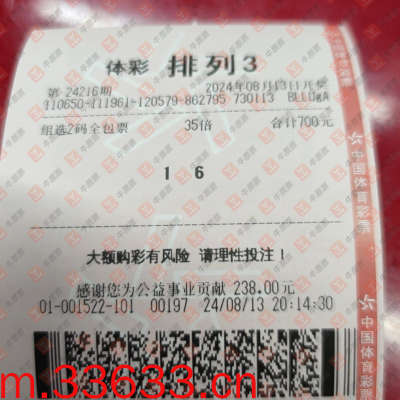 体彩 排列3
第24216期 2024年08月13日开奖
310650-111961-120579-862795 730113 BLLUgA
组选2码全包票 35倍 合计700元
1 6
大额购彩有风险 请理性投注！
感谢您为公益事业贡献 238.00元
01-001522-101 00197 24/08/13 20:14:30
中国体育彩票
中国体育彩票
m.33633.cn